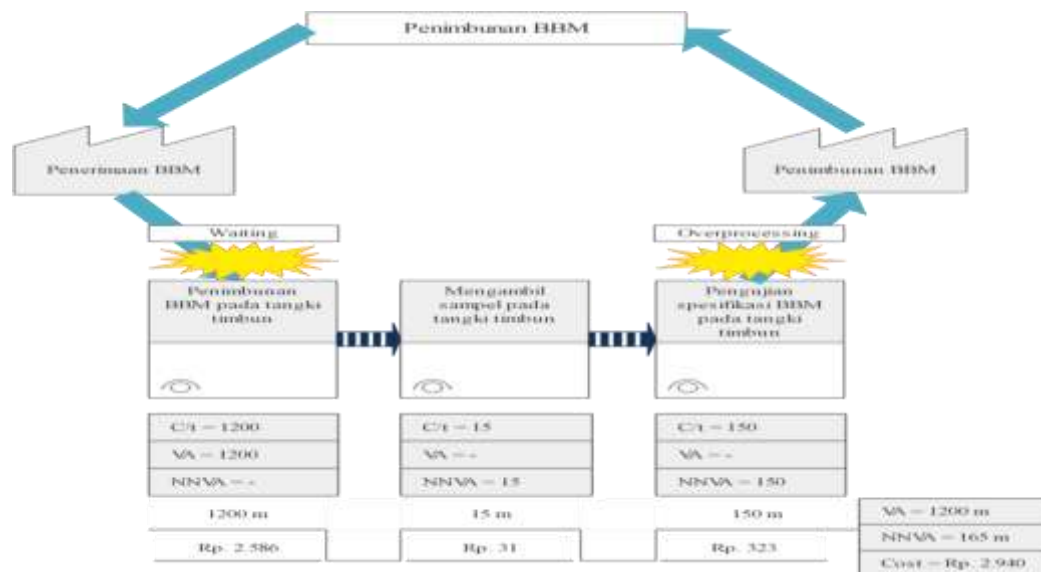 Penimbunan BBM
Penerimaan BBM
Penimbunan BBM
Waiting
Overprocessing
Penimbunan
BBM pada tangki
timbun
Mengambil
sampel pada
tangki timbun
Pengujian
spesifikasi BBM
pada tangki
timbun
C/t = 1200
VA = 1200
NNVA = -
C/t = 15
VA = -
NNVA = 15
C/t = 150
VA = -
NNVA = 150
1200 m
15 m
150 m
Rp. 2.586
Rp. 31
Rp. 323
VA = 1200 m
NNVA = 165 m
Cost = Rp. 2.940